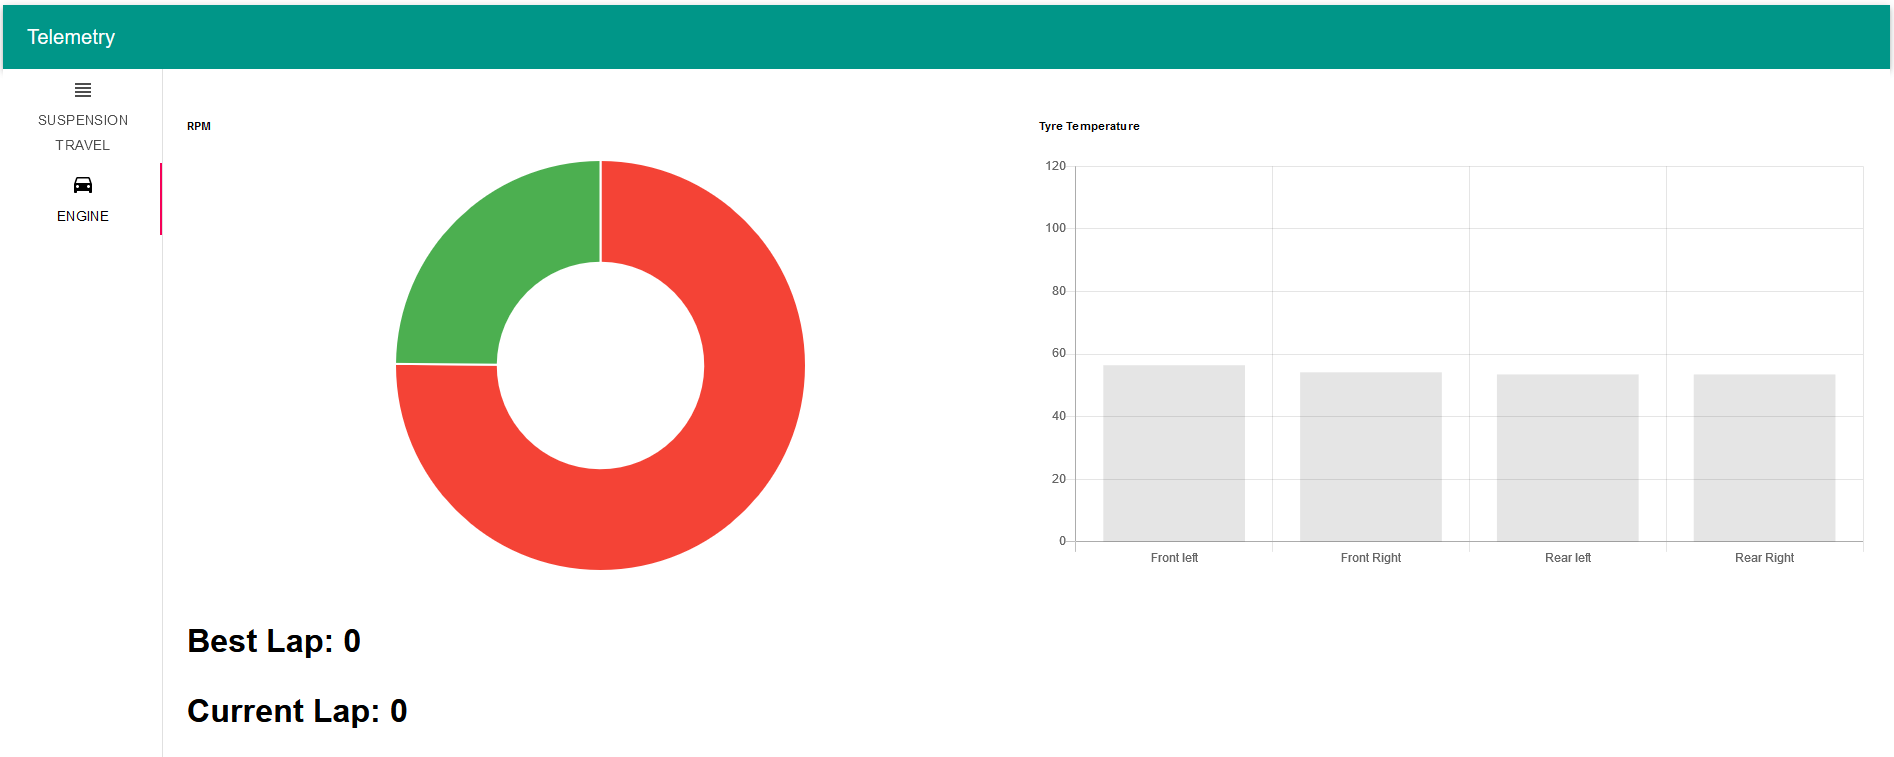 Telemetry
SUSPENSION
TRAVEL
ENGINE
RPM
Tyre Temperature
120
100
80
60
40
20
0
Front left Front Right Rear left Rear Right
Best Lap: 0
Current Lap: 0